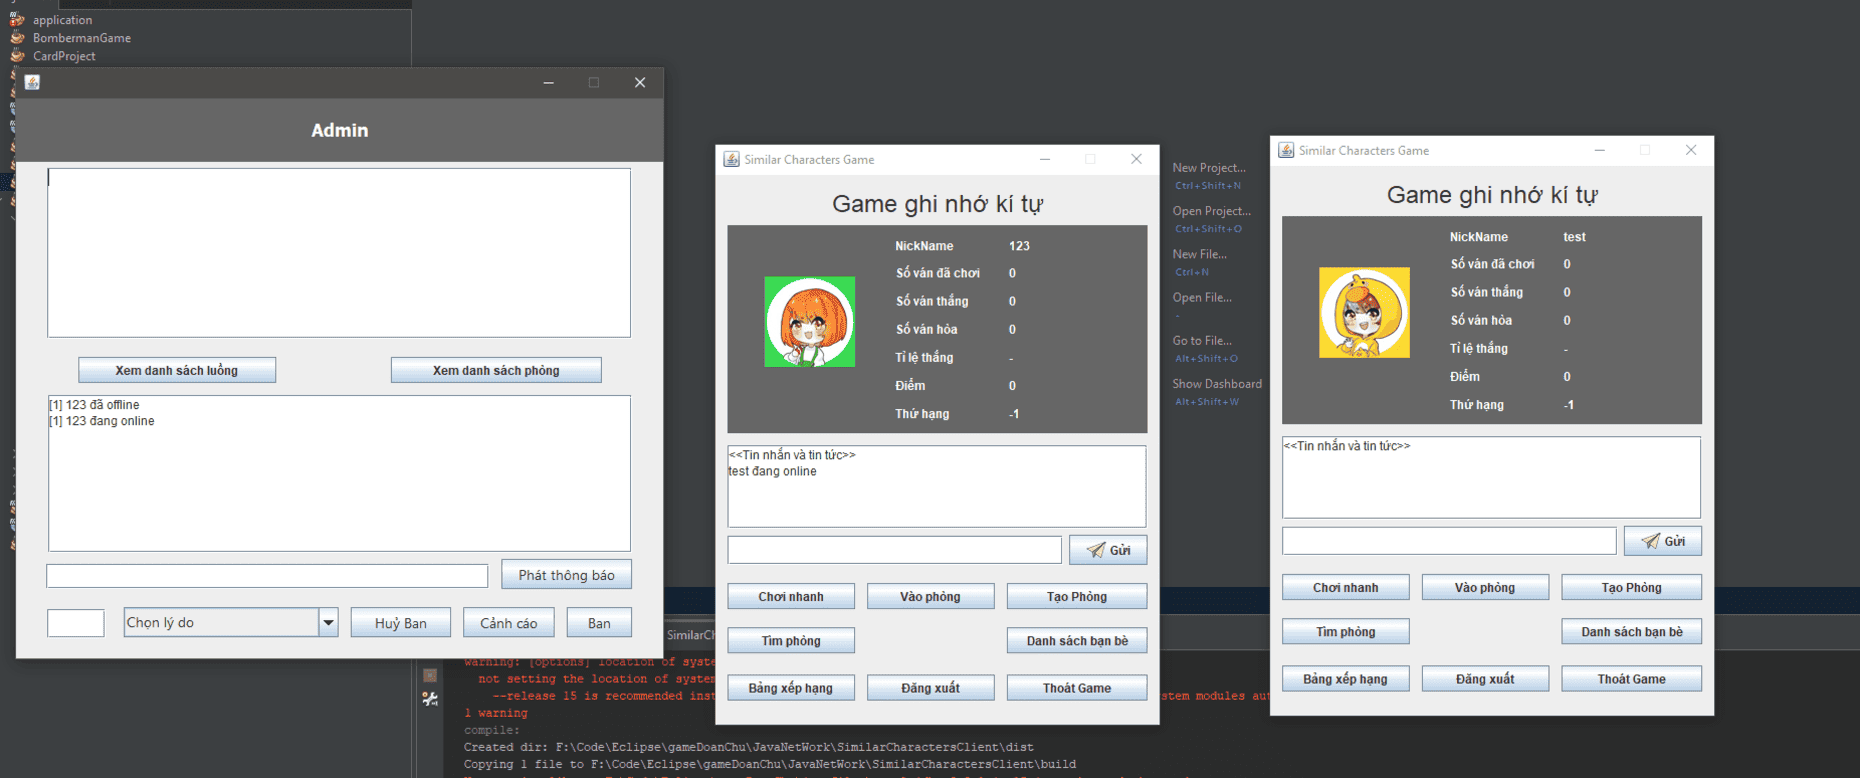 application
BombermanGame
CardProject
Admin
Xem danh sách luồng
Xem danh sách phòng
[1] 123 đã offline
[1] 123 đang online
Phát thông báo
Chọn lý do
Huỷ Ban
Cảnh cáo
Ban
Similar Characters Game
Game ghi nhớ kí tự
NickName 123
Số ván đã chơi 0
Số ván thắng 0
Số ván hòa 0
Tỉ lệ thắng -
Điểm 0
Thứ hạng -1
<<Tin nhắn và tin tức>>
test đang online
Gửi
Chơi nhanh
Vào phòng
Tạo Phòng
Tìm phòng
Danh sách bạn bè
Bảng xếp hạng
Đăng xuất
Thoát Game
New Project...
Ctrl+Shift+N
Open Project...
Ctrl+Shift+O
New File...
Ctrl+N
Open File...
-
Go to File...
Alt+Shift+O
Show Dashboard
Alt+Shift+W
Similar Characters Game
Game ghi nhớ kí tự
NickName test
Số ván đã chơi 0
Số ván thắng 0
Số ván hòa 0
Tỉ lệ thắng -
Điểm 0
Thứ hạng -1
<<Tin nhắn và tin tức>>
Gửi
Chơi nhanh
Vào phòng
Tạo Phòng
Tìm phòng
Danh sách bạn bè
Bảng xếp hạng
Đăng xuất
Thoát Game
SimilarCh
warning: [options] location of syste
not setting the location of system
--release 15 is recommended inst
stem modules au
1 warning
compile:
Created dir: F:\Code\Eclipse\gameDoanChu\JavaNetWork\SimilarCharactersClient\dist
Copying 1 file to F:\Code\Eclipse\gameDoanChu\JavaNetWork\SimilarCharactersClient\build